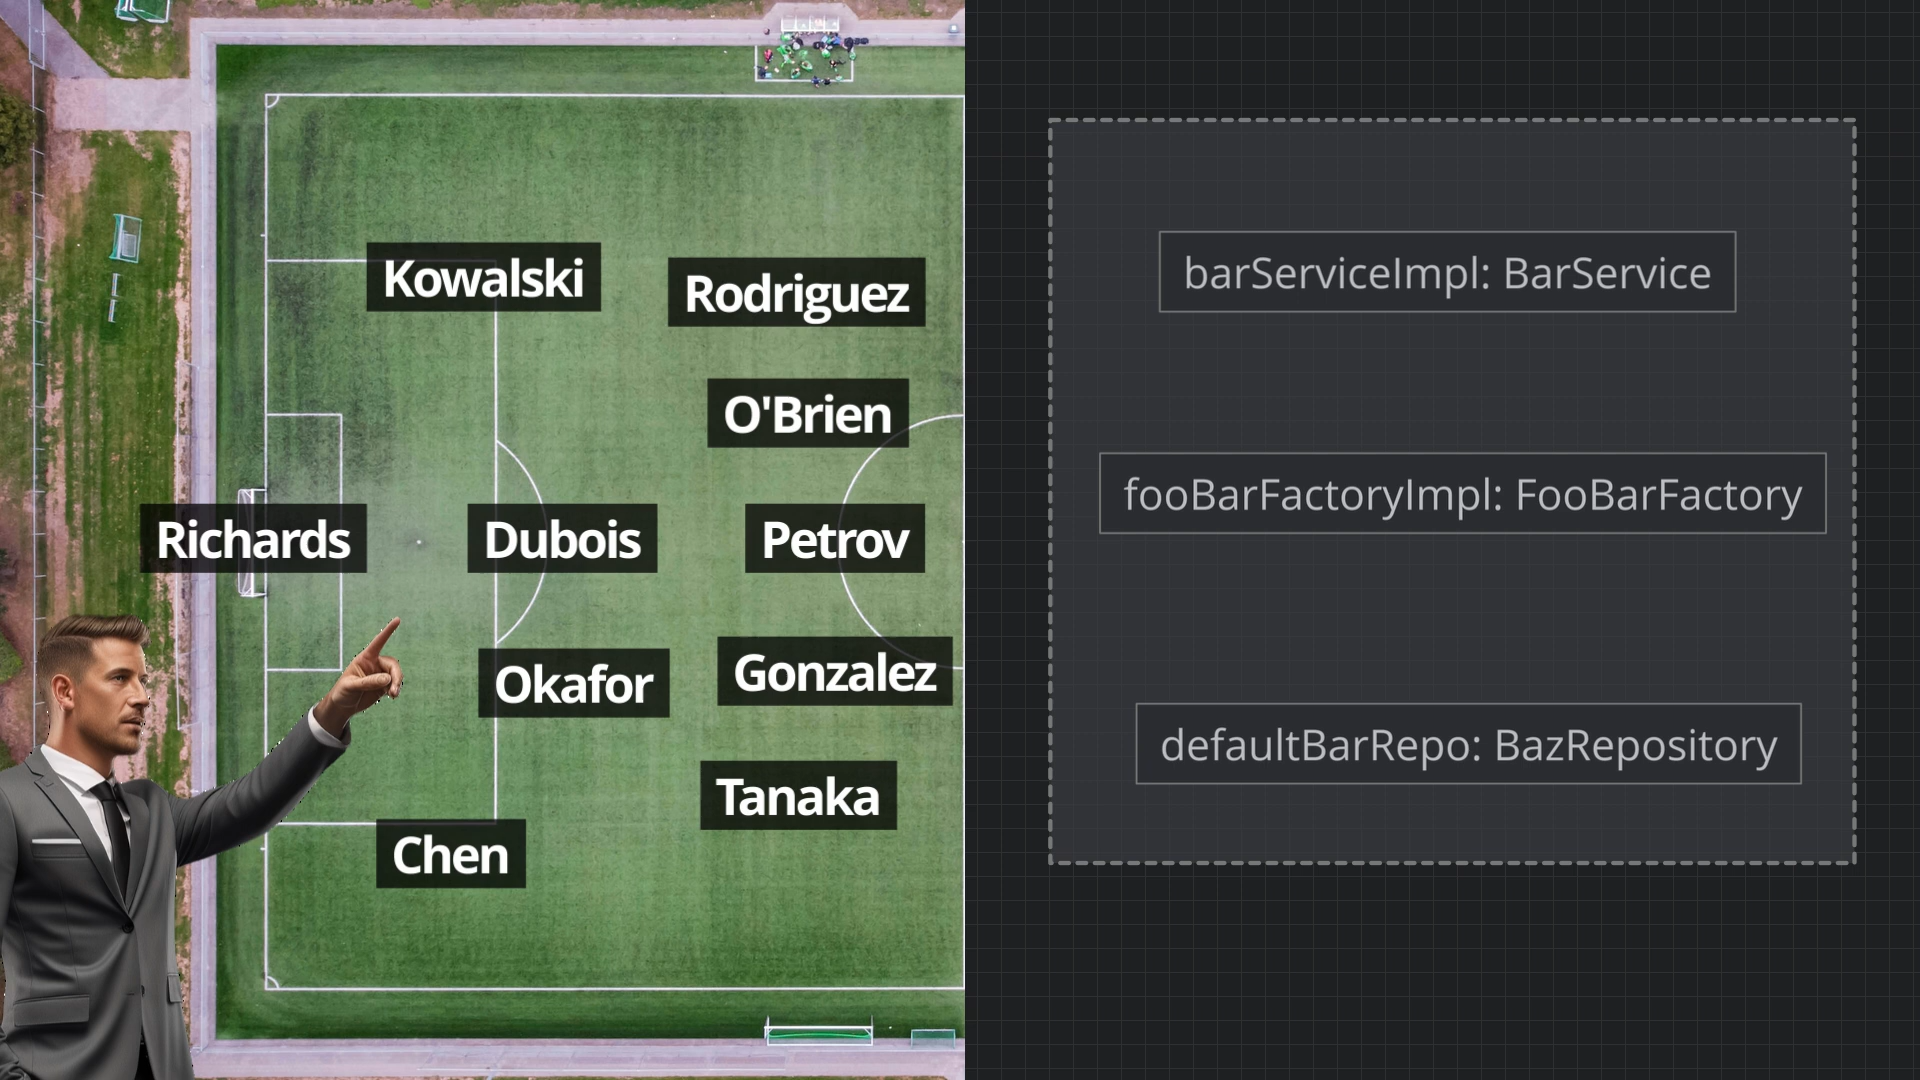 Kowalski
Rodriguez
O'Brien
Richards
Dubois
Petrov
Okafor
Gonzalez
Tanaka
Chen
barServiceImpl: BarService
fooBarFactoryImpl: FooBarFactory
defaultBarRepo: BazRepository